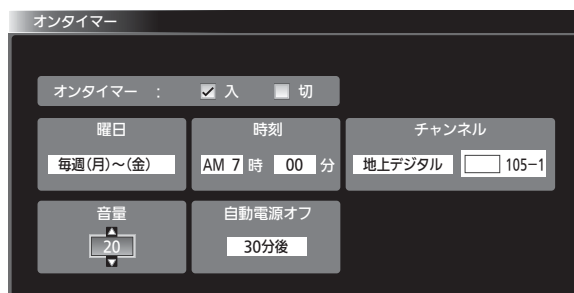 オンタイマー
オンタイマー : 入 切
曜日 時刻 チャンネル
毎週(月)~(金) AM 7 時 00 分 地上デジタル 105-1
音量 自動電源オフ
20 30分後